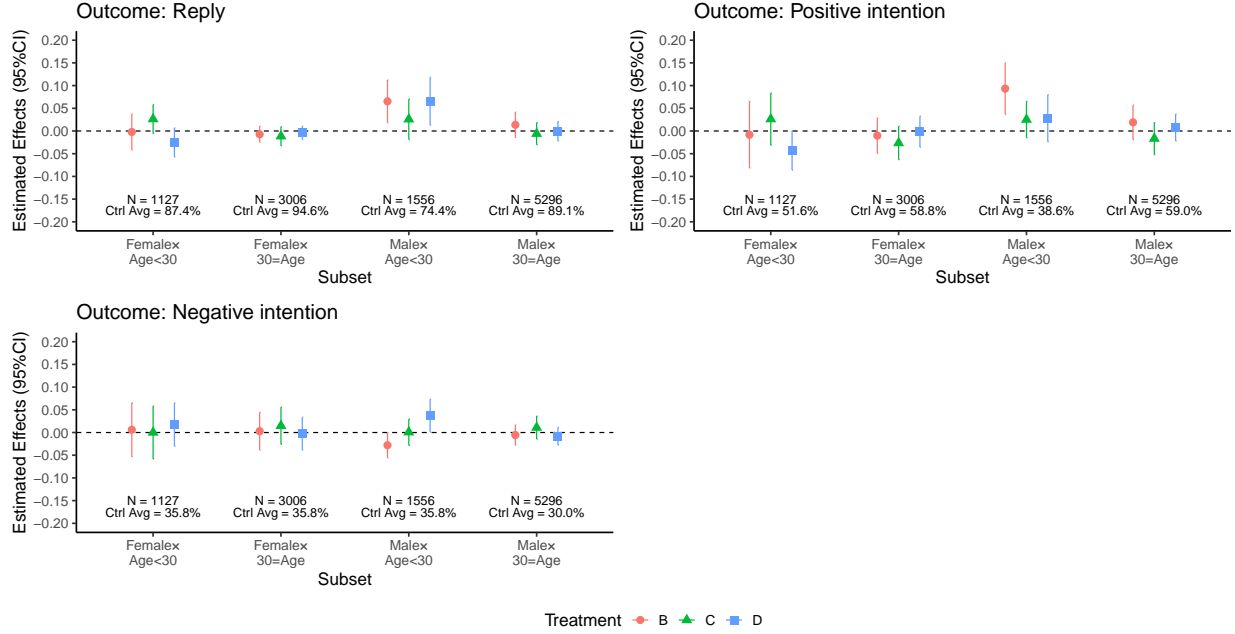 Outcome: Reply
Estimated Effects (95%CI)
0.20
0.15
0.10
0.05
0.00
−0.05
−0.10
−0.15
−0.20
N = 1127
Ctrl Avg = 87.4%
N = 3006
Ctrl Avg = 94.6%
N = 1556
Ctrl Avg = 74.4%
N = 5296
Ctrl Avg = 89.1%
Female×
Age<30
Female×
30=Age
Male×
Age<30
Male×
30=Age
Subset
Outcome: Positive intention
Estimated Effects (95%CI)
0.20
0.15
0.10
0.05
0.00
−0.05
−0.10
−0.15
−0.20
N = 1127
Ctrl Avg = 51.6%
N = 3006
Ctrl Avg = 58.8%
N = 1556
Ctrl Avg = 38.6%
N = 5296
Ctrl Avg = 59.0%
Female×
Age<30
Female×
30=Age
Male×
Age<30
Male×
30=Age
Subset
Outcome: Negative intention
Estimated Effects (95%CI)
0.20
0.15
0.10
0.05
0.00
−0.05
−0.10
−0.15
−0.20
N = 1127
Ctrl Avg = 35.8%
N = 3006
Ctrl Avg = 35.8%
N = 1556
Ctrl Avg = 35.8%
N = 5296
Ctrl Avg = 30.0%
Female×
Age<30
Female×
30=Age
Male×
Age<30
Male×
30=Age
Subset
Treatment B C D